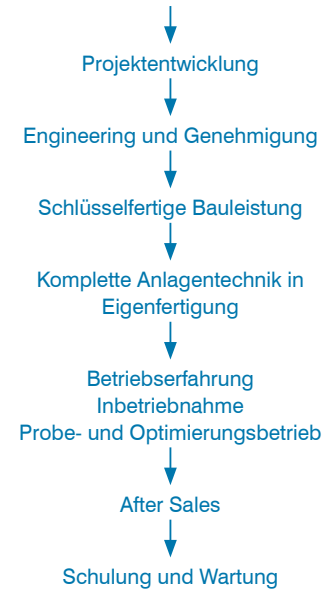 Projektentwicklung
Engineering und Genehmigung
Schlüsselfertige Bauleistung
Komplette Anlagentechnik in
Eigenfertigung
Betriebserfahrung
Inbetriebnahme
Probe- und Optimierungsbetrieb
After Sales
Schulung und Wartung